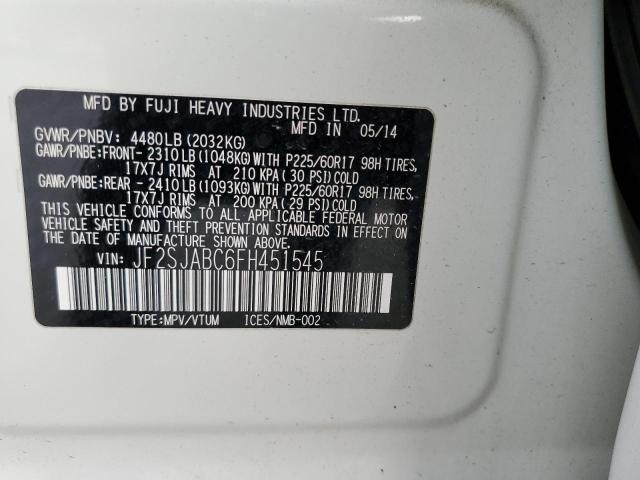 MFD BY FUJI HEAVY INDUSTRIES LTD.
MFD IN 05/14
GVWR/PNBV: 4480LB(2032KG)
GAWR/PNBE:FRONT- 2310LB(1048KG)WITH P225/60R17 98H TIRES,
17X7J RIMS AT 210 KPA(30 PSI)COLD
GAWR/PNBE:REAR - 2410LB(1093KG)WITH P225/60R17 98H TIRES,
17X7J RIMS AT 200 KPA(29 PSI)COLD
THIS VEHICLE CONFORMS TO ALL APPLICABLE FEDERAL MOTOR
VEHICLE SAFETY AND THEFT PREVENTION STANDARDS IN EFFECT
ON THE DATE OF MANUFACTURE SHOWN ABOVE.
VIN: JF2SJABC6FH451545
TYPE:MPV/VTUM ICES/NMB-002